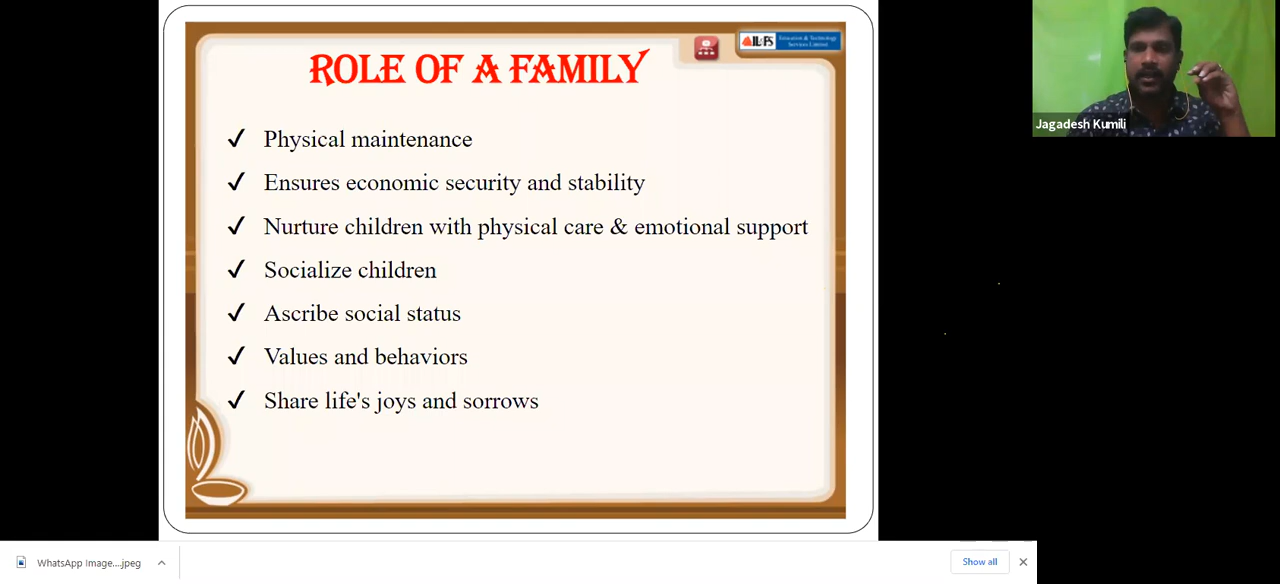 ROLE OF A FAMILY
IL&FS
Education & Technology
Services Limited
✓ Physical maintenance
✓ Ensures economic security and stability
✓ Nurture children with physical care & emotional support
✓ Socialize children
✓ Ascribe social status
✓ Values and behaviors
✓ Share life's joys and sorrows
Jagadesh Kumili
WhatsApp Image....jpeg
Show all